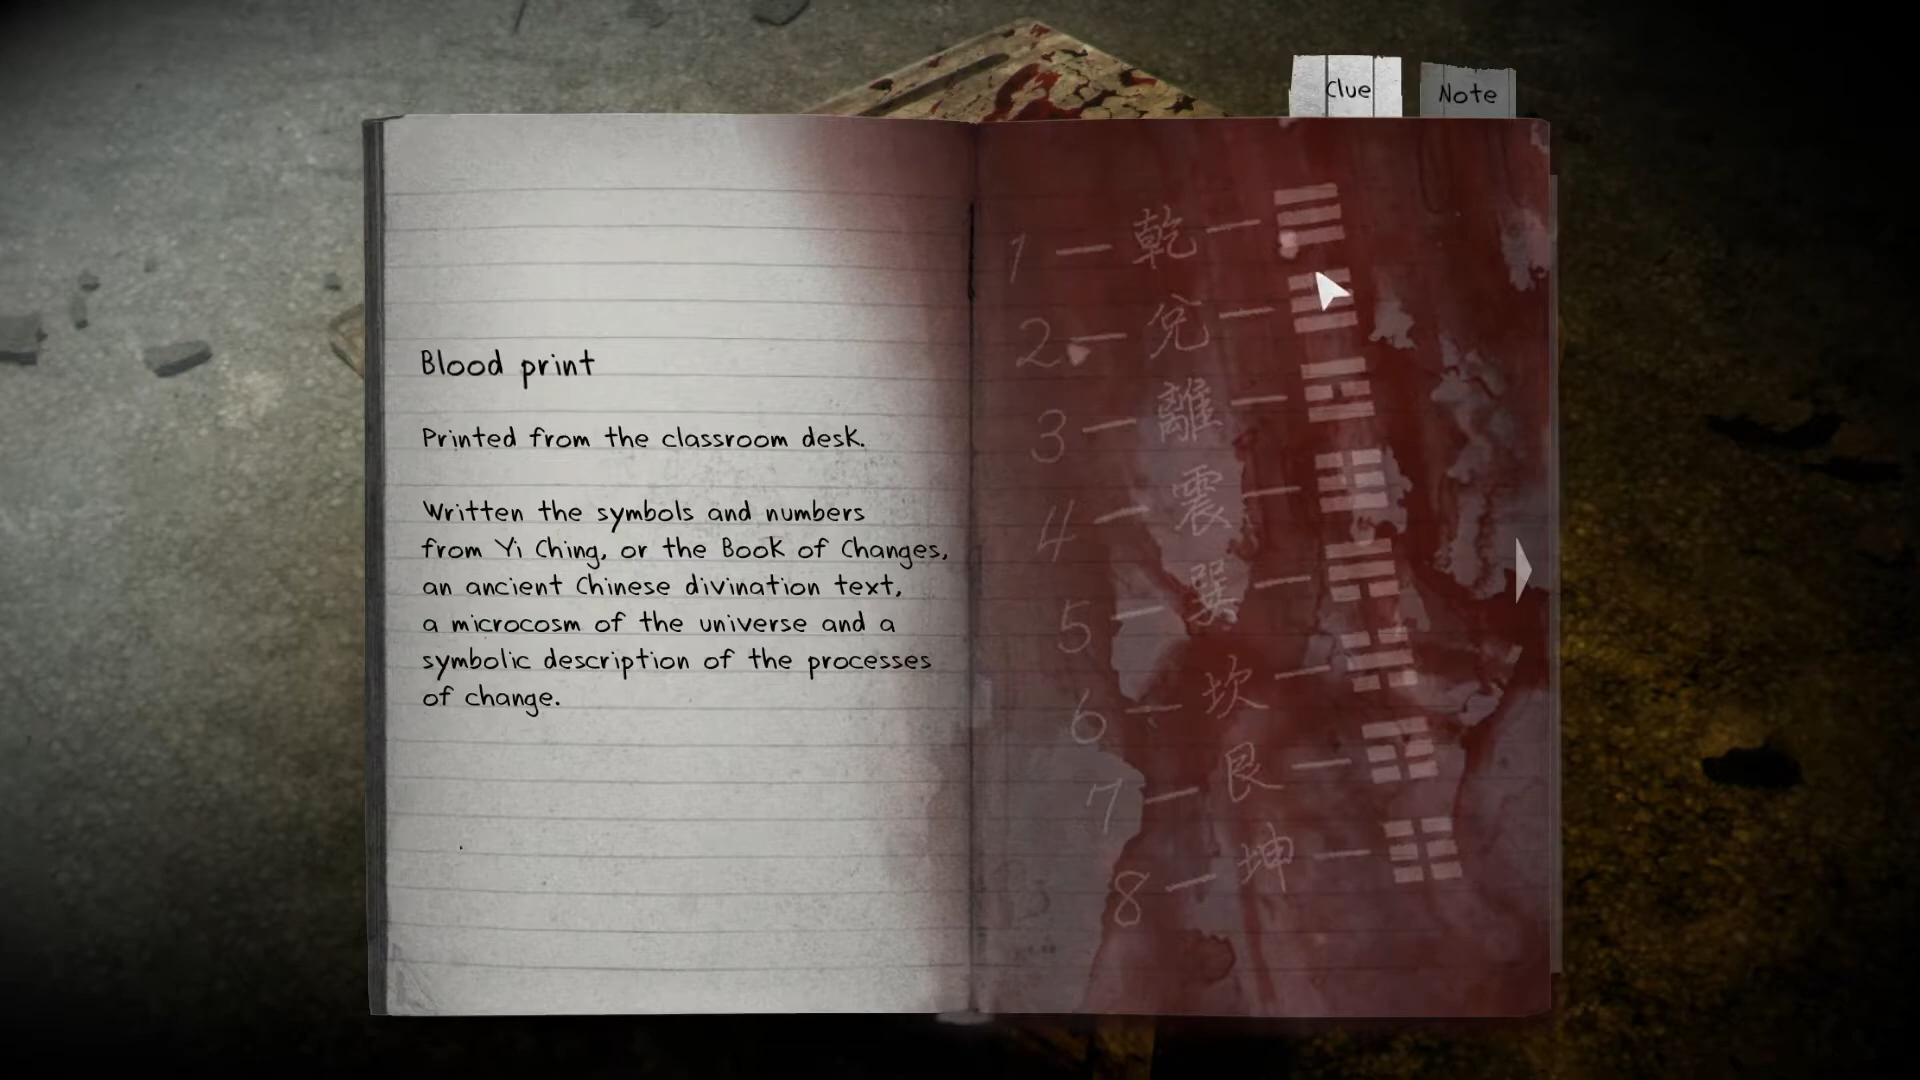 Clue
Note
Blood print
Printed from the classroom desk.
Written the symbols and numbers
from Yi Ching, or the Book of Changes,
an ancient Chinese divination text,
a microcosm of the universe and a
symbolic description of the processes
of change.
1 — 乾 — ☰
2 — 兌 — ☱
3 — 離 — ☲
4 — 震 — ☳
5 — 巽 — ☴
6 — 坎 — ☵
7 — 艮 — ☶
8 — 坤 — ☷